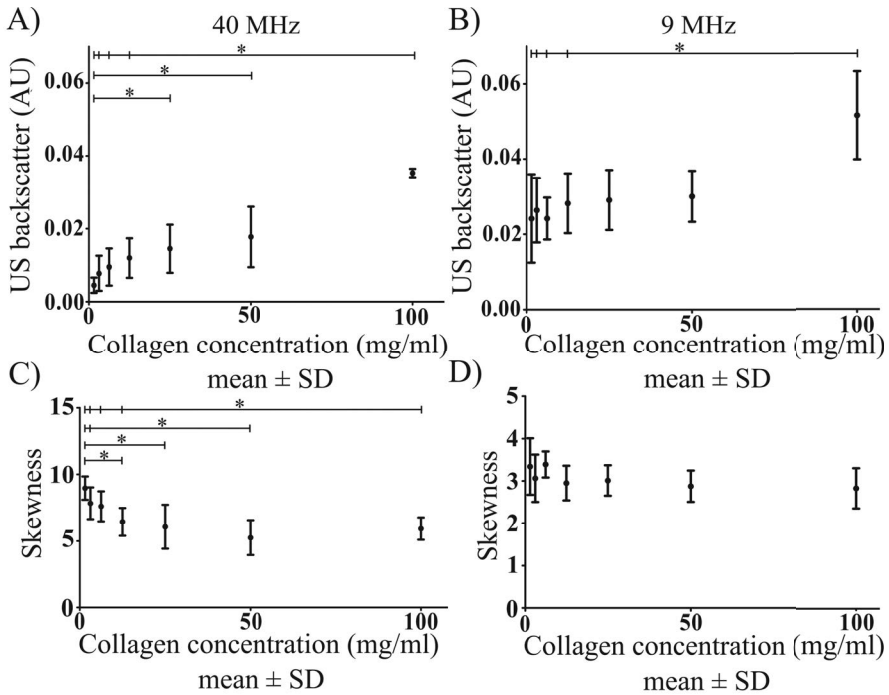 A)
40 MHz
US backscatter (AU)
0.06
0.04
0.02
0.00
0
50
100
*
*
*
Collagen concentration (mg/ml)
mean ± SD
B)
9 MHz
US backscatter (AU)
0.06
0.04
0.02
0.00
0
50
100
*
Collagen concentration (mg/ml)
mean ± SD
C)
Skewness
15
10
5
0
0
50
100
*
*
*
*
Collagen concentration (mg/ml)
mean ± SD
D)
Skewness
5
4
3
2
1
0
0
50
100
Collagen concentration (mg/ml)
mean ± SD